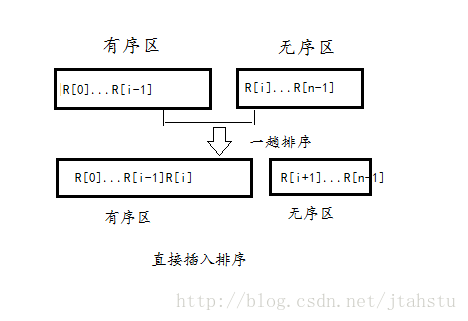 有序区 无序区
R[0]...R[i-1] R[i]...R[n-1]
一趟排序
R[0]...R[i-1]R[i] R[i+1]...R[n-1]
有序区 无序区
直接插入排序
http://blog.csdn.net/jtahstu